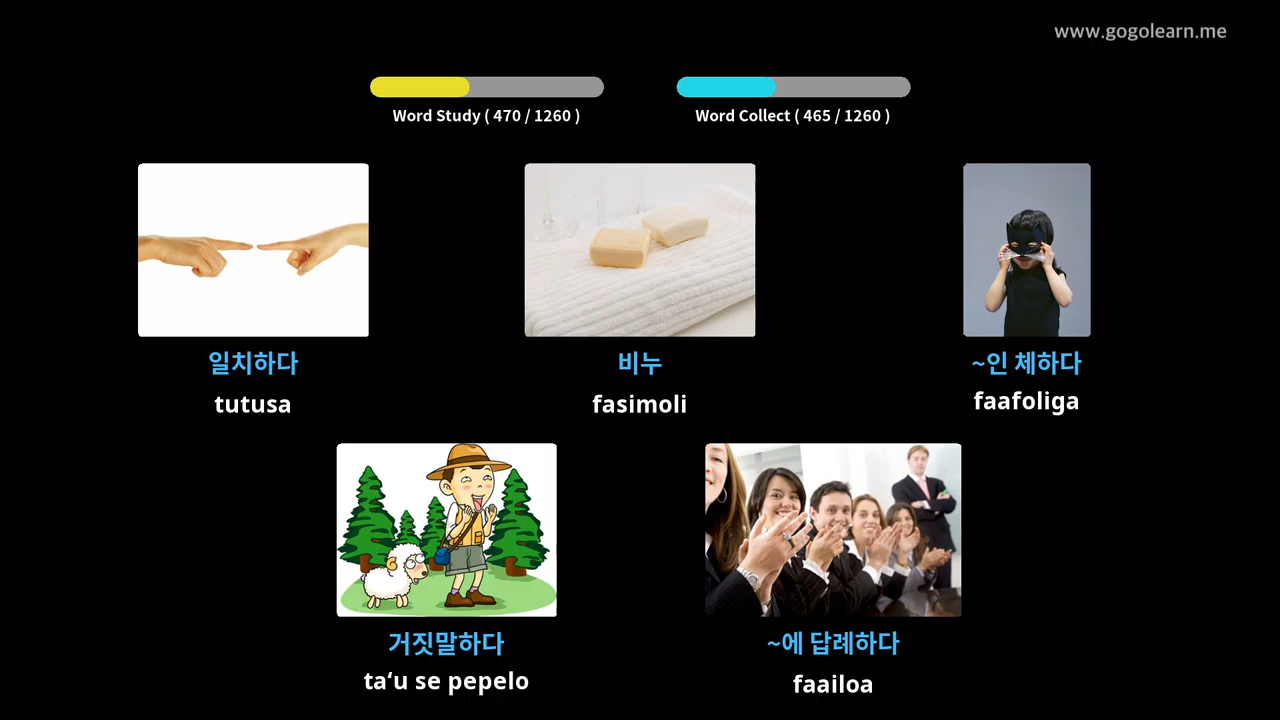 www.gogolearn.me
Word Study ( 470 / 1260 )
Word Collect ( 465 / 1260 )
일치하다
tutusa
비누
fasimoli
~인 체하다
faafoliga
거짓말하다
taʻu se pepelo
~에 답례하다
faailoa